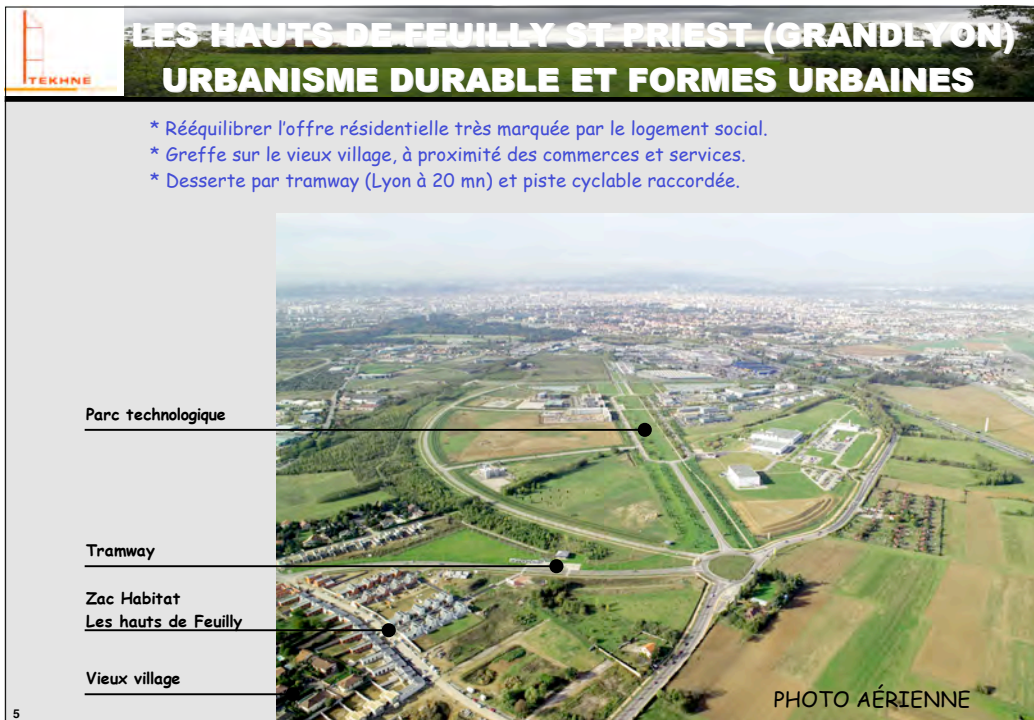 TEKHNE
LES HAUTS DE FEUILLY ST PRIEST (GRANDLYON)
URBANISME DURABLE ET FORMES URBAINES
* Rééquilibrer l'offre résidentielle très marquée par le logement social.
* Greffe sur le vieux village, à proximité des commerces et services.
* Desserte par tramway (Lyon à 20 mn) et piste cyclable raccordée.
Parc technologique
Tramway
Zac Habitat
Les hauts de Feuilly
Vieux village
PHOTO AÉRIENNE
5